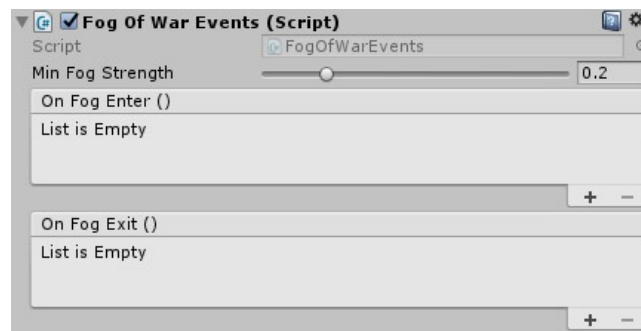 Fog Of War Events (Script)
Script FogOfWarEvents
Min Fog Strength 0.2
On Fog Enter ()
List is Empty
+ −
On Fog Exit ()
List is Empty
+ −